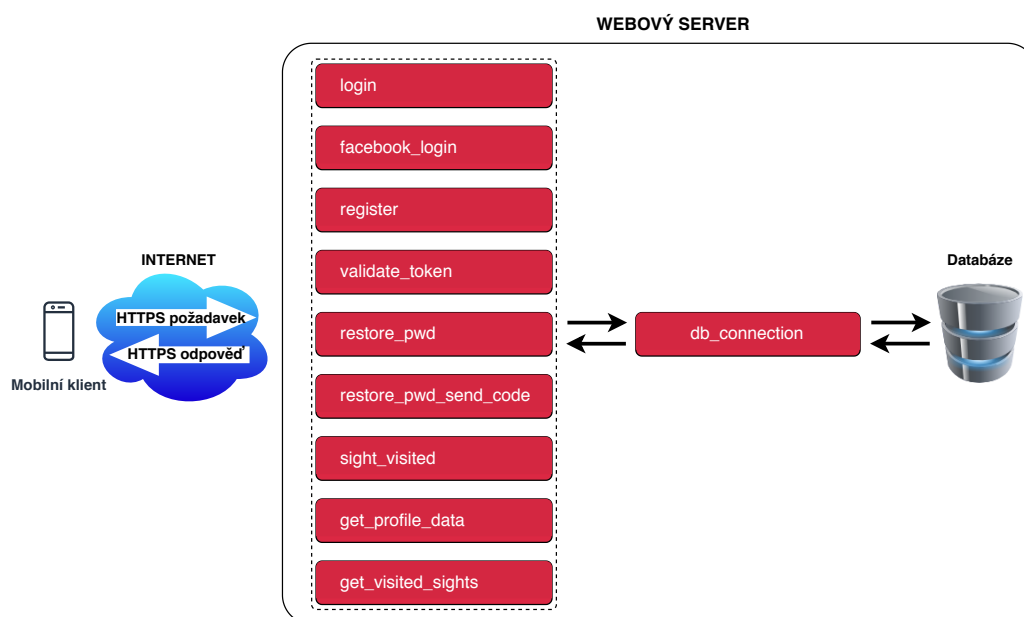 WEBOVÝ SERVER
login
facebook_login
register
validate_token
restore_pwd
restore_pwd_send_code
sight_visited
get_profile_data
get_visited_sights
INTERNET
HTTPS požadavek
HTTPS odpověď
Mobilní klient
db_connection
Databáze